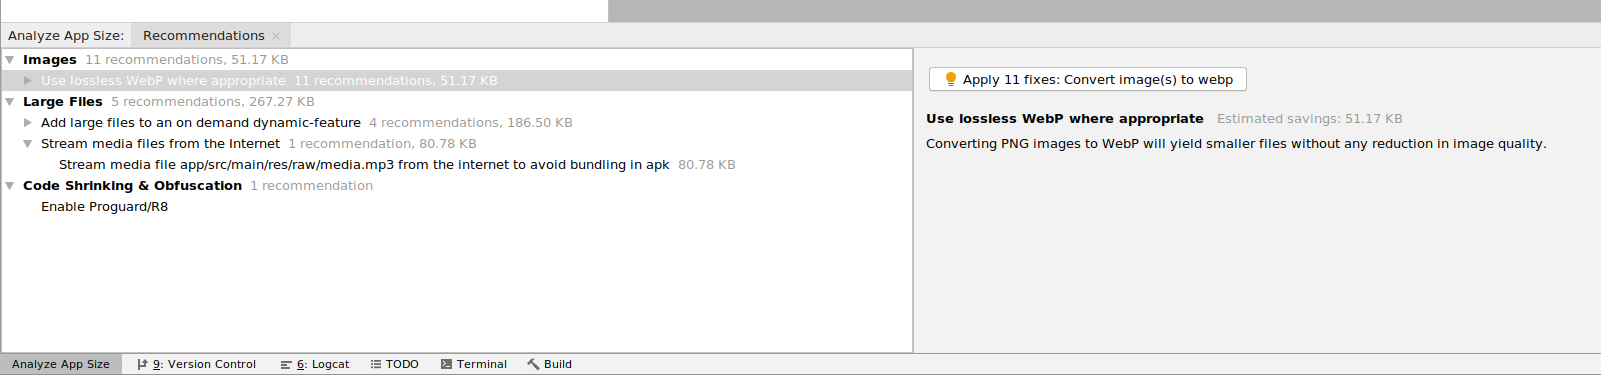 Analyze App Size: Recommendations
Images 11 recommendations, 51.17 KB
Use lossless WebP where appropriate 11 recommendations, 51.17 KB
Large Files 5 recommendations, 267.27 KB
Add large files to an on demand dynamic-feature 4 recommendations, 186.50 KB
Stream media files from the Internet 1 recommendation, 80.78 KB
Stream media file app/src/main/res/raw/media.mp3 from the internet to avoid bundling in apk 80.78 KB
Code Shrinking & Obfuscation 1 recommendation
Enable Proguard/R8
Apply 11 fixes: Convert image(s) to webp
Use lossless WebP where appropriate Estimated savings: 51.17 KB
Converting PNG images to WebP will yield smaller files without any reduction in image quality.
Analyze App Size 9: Version Control 6: Logcat TODO Terminal Build